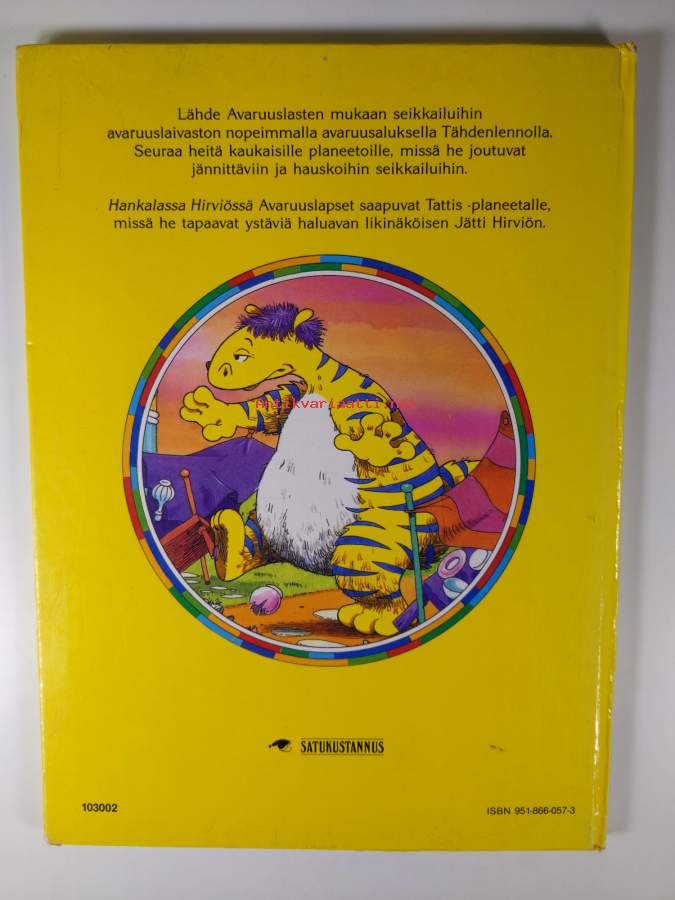 Lähde Avaruuslasten mukaan seikkailuihin
avaruuslaivaston nopeimmalla avaruusaluksella Tähdenlennolla.
Seuraa heitä kaukaisille planeetoille, missä he joutuvat
jännittäviin ja hauskoihin seikkailuihin.
Hankalassa Hirviössä Avaruuslapset saapuvat Tattis -planeetalle,
missä he tapaavat ystäviä haluavan likinäköisen Jätti Hirviön.
Antikvariaatti.net
SATUKUSTANNUS
103002
ISBN 951-866-057-3